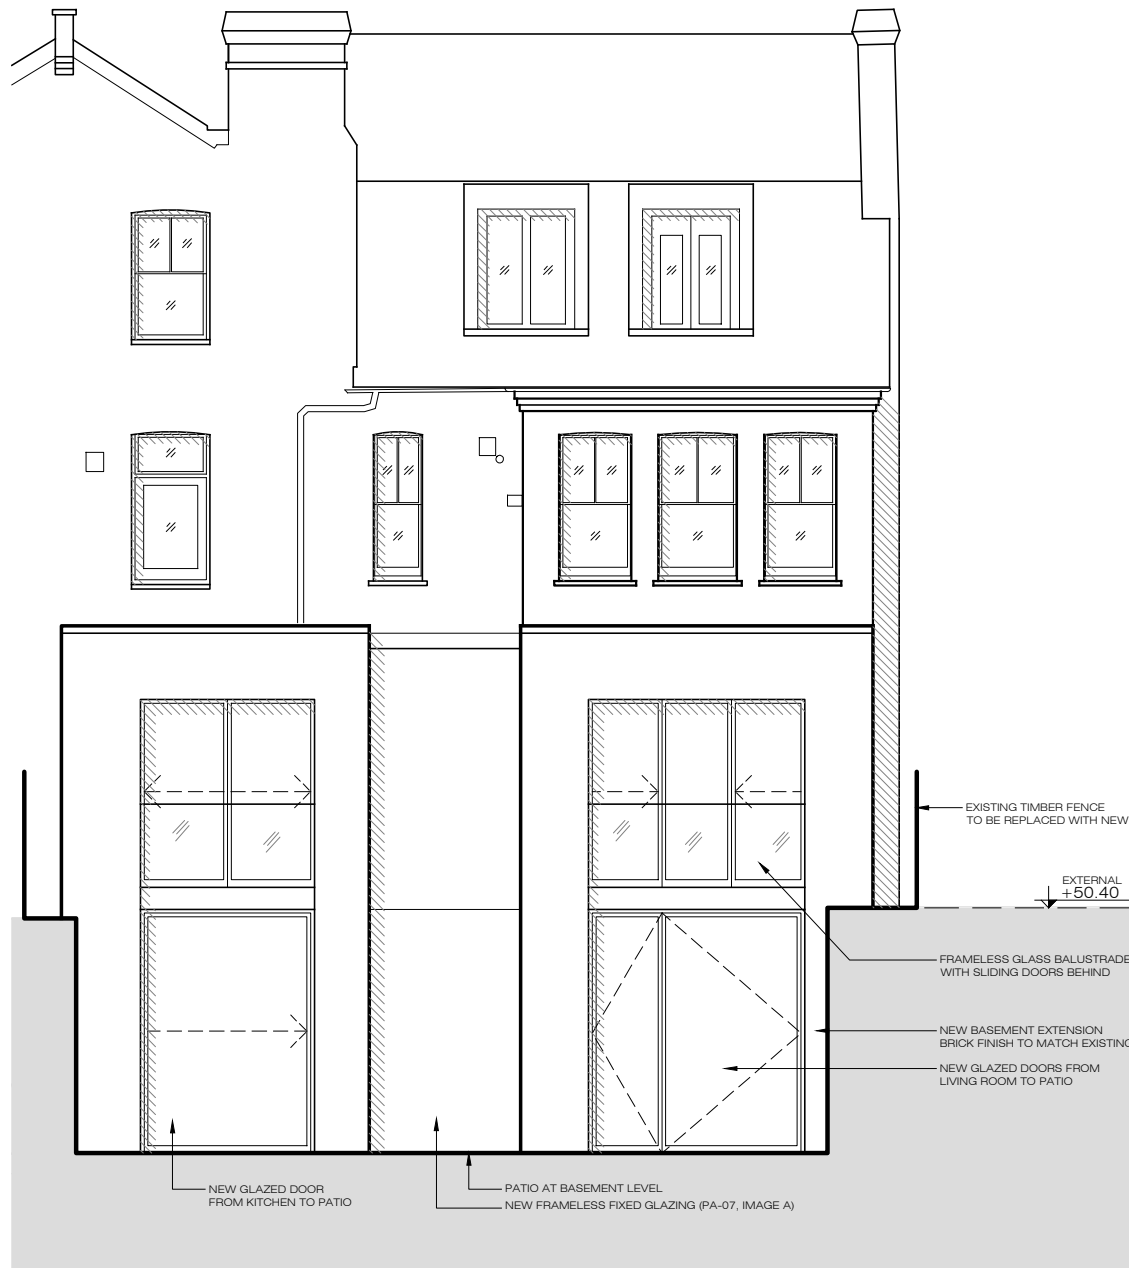 EXISTING TIMBER FENCE
TO BE REPLACED WITH NEW
EXTERNAL
+50.40
FRAMELESS GLASS BALUSTRADE
WITH SLIDING DOORS BEHIND
NEW BASEMENT EXTENSION
BRICK FINISH TO MATCH EXISTING
NEW GLAZED DOORS FROM
LIVING ROOM TO PATIO
NEW GLAZED DOOR
FROM KITCHEN TO PATIO
PATIO AT BASEMENT LEVEL
NEW FRAMELESS FIXED GLAZING (PA-07, IMAGE A)